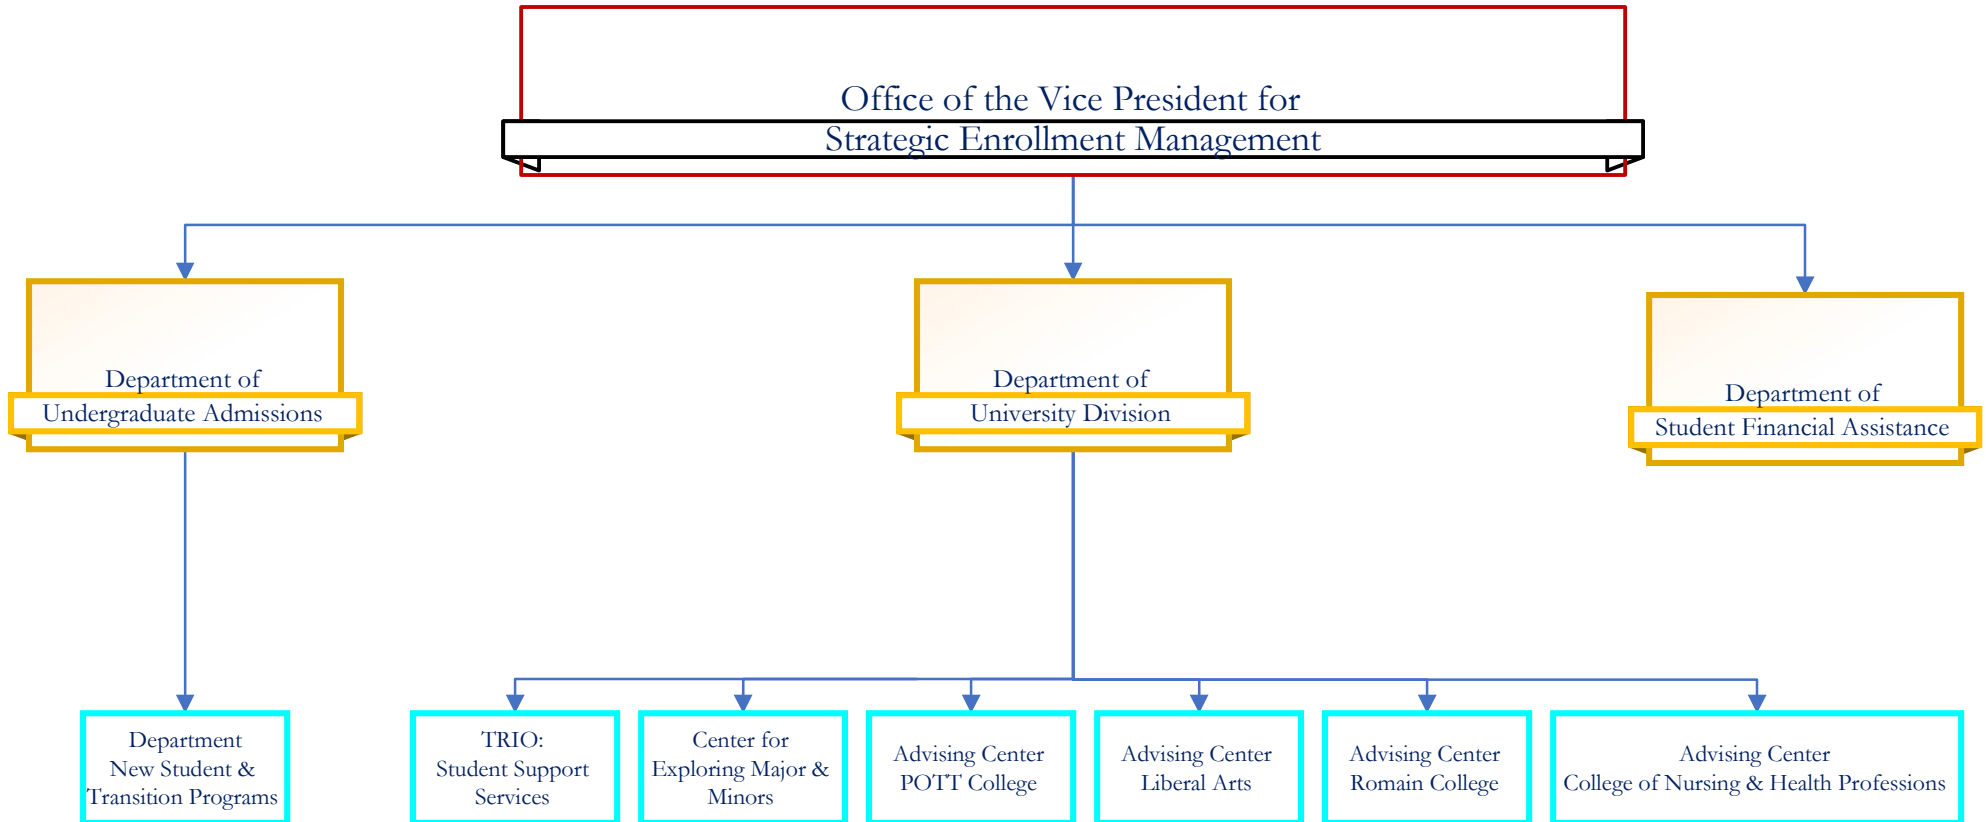 Office of the Vice President for
Strategic Enrollment Management
Department of
Undergraduate Admissions
Department of
University Division
Department of
Student Financial Assistance
Department
New Student &
Transition Programs
TRIO:
Student Support
Services
Center for
Exploring Major &
Minors
Advising Center
POTT College
Advising Center
Liberal Arts
Advising Center
Romain College
Advising Center
College of Nursing & Health Professions